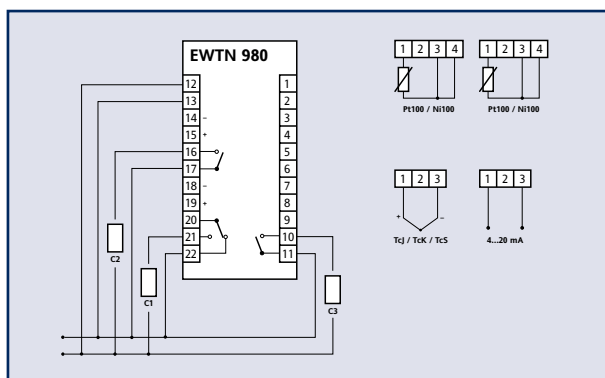 EWTN 980
12 1
13 2
14 – 3
15 + 4
16 5
17 6
18 – 7
19 + 8
20 9
21 10
22 11
C2
C1
C3
1 2 3 4
Pt100 / Ni100
1 2 3 4
Pt100 / Ni100
1 2 3
+ –
TcJ / TcK / TcS
1 2 3
4...20 mA